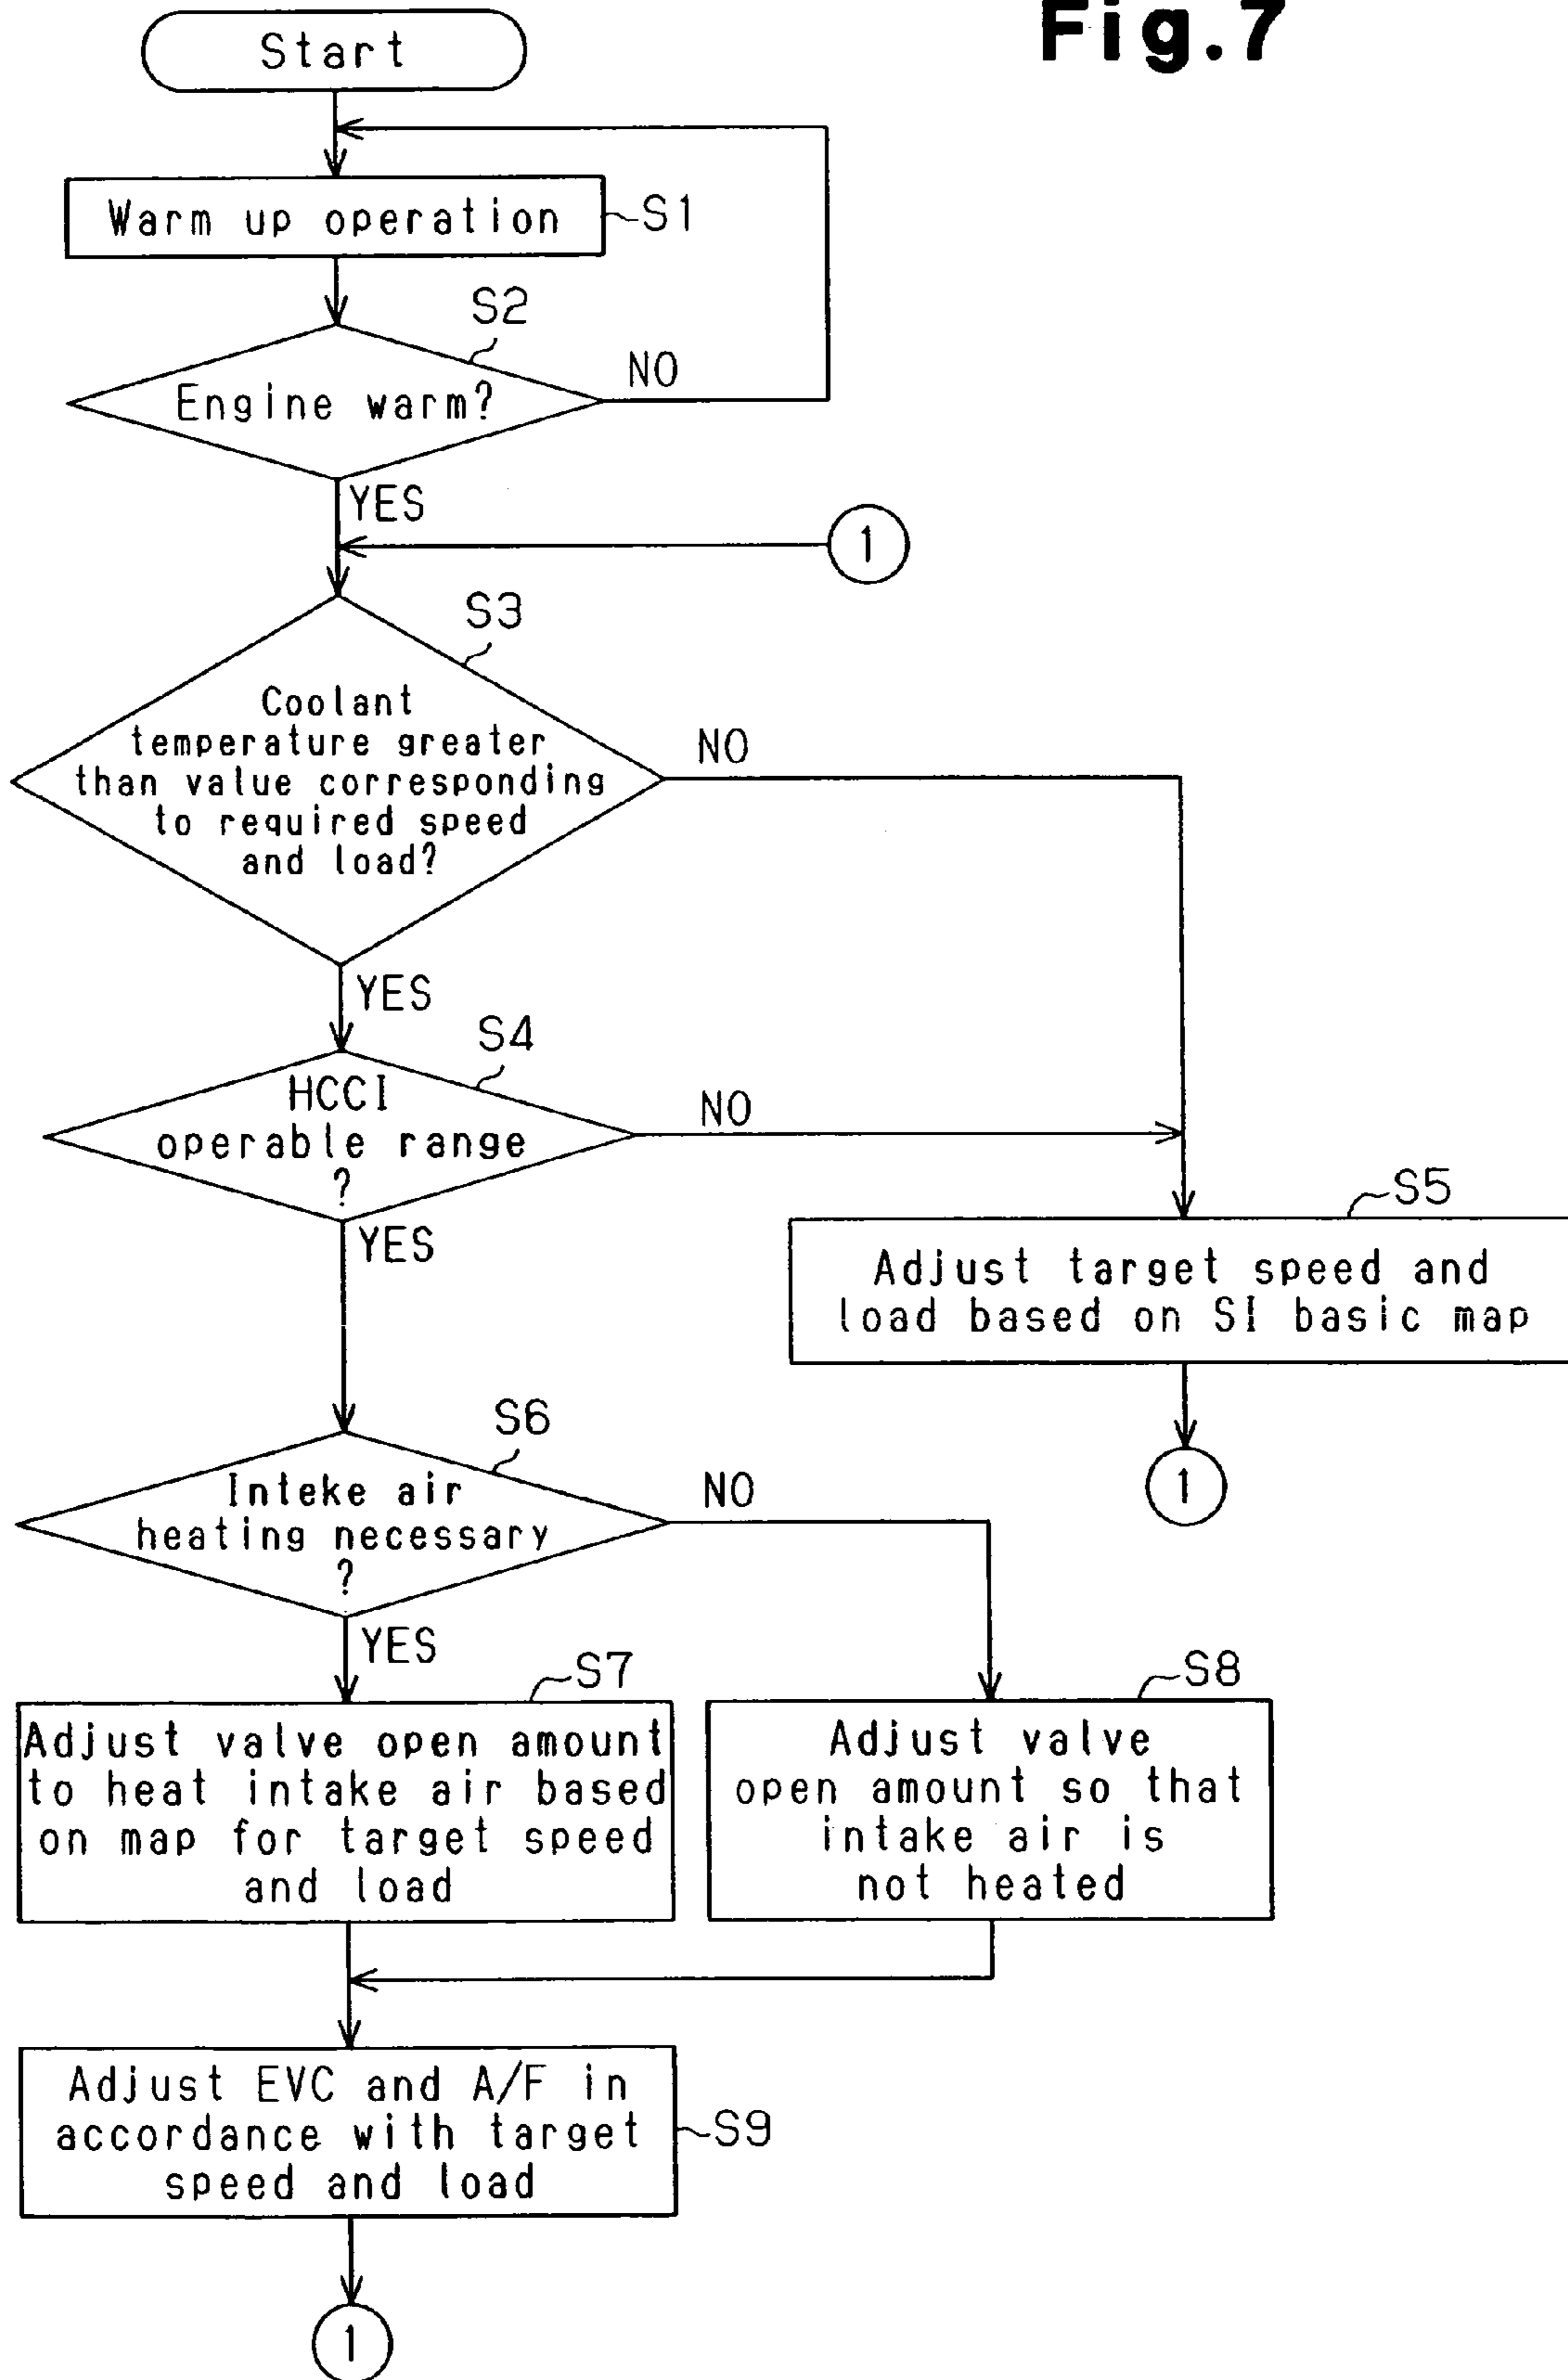 Fig.7
Start
Warm up operation
S1
S2
Engine warm?
NO
YES
1
S3
Coolant
temperature greater
than value corresponding
to required speed
and load?
NO
YES
S4
HCCI
operable range
?
NO
YES
S5
Adjust target speed and
load based on SI basic map
1
S6
Inteke air
heating necessary
?
NO
YES
S7
Adjust valve open amount
to heat intake air based
on map for target speed
and load
S8
Adjust valve
open amount so that
intake air is
not heated
Adjust EVC and A/F in
accordance with target
speed and load
S9
1